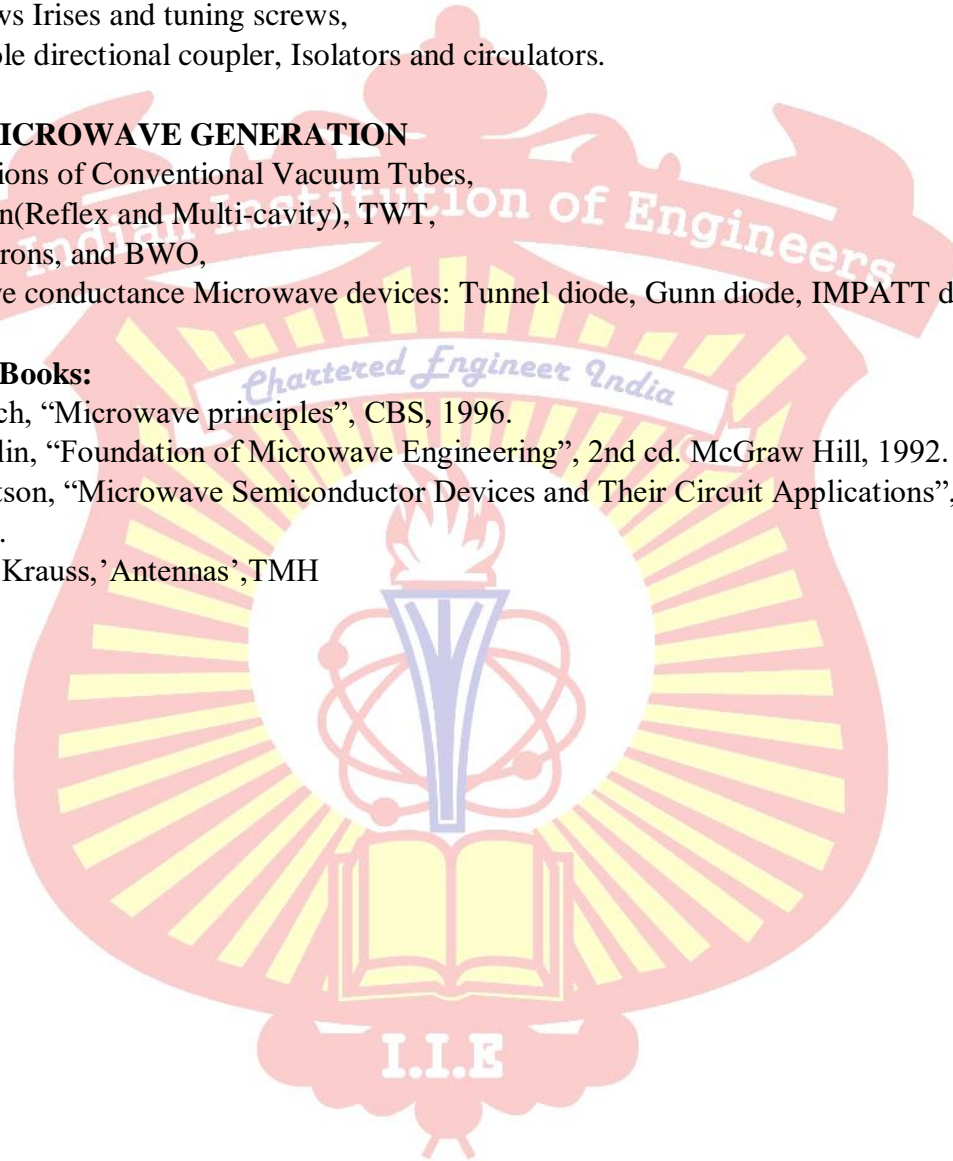 ws Irises and tuning screws,
ole directional coupler, Isolators and circulators.
ICROWAVE GENERATION
ions of Conventional Vacuum Tubes,
n(Reflex and Multi-cavity), TWT,
rons, and BWO,
ve conductance Microwave devices: Tunnel diode, Gunn diode, IMPATT d
Books:
ch, “Microwave principles”, CBS, 1996.
lin, “Foundation of Microwave Engineering”, 2nd cd. McGraw Hill, 1992.
tson, “Microwave Semiconductor Devices and Their Circuit Applications”,
.
Krauss,’Antennas’,TMH
Indian Institution of Engineers
Chartered Engineer India
I.I.E